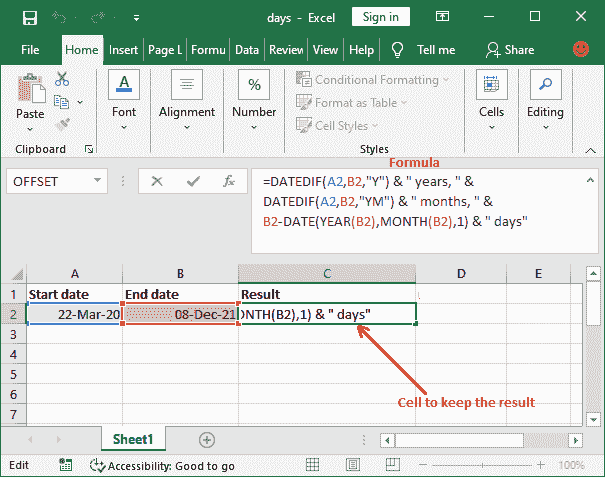 days - Excel
Sign in
File Home Insert Page L Formu Data Review View Help Tell me Share
Paste
Clipboard
Font
Alignment
%
Number
Conditional Formatting
Format as Table
Cell Styles
Styles
Cells
Editing
Formula
OFFSET
fx
=DATEDIF(A2,B2,"Y") & " years, " &
DATEDIF(A2,B2,"YM") & " months, " &
B2-DATE(YEAR(B2),MONTH(B2),1) & " days"
A B C D E
1 Start date End date Result
2 22-Mar-20 08-Dec-21 ONTH(B2),1) & " days"
3
4
5
6
7
Cell to keep the result
Sheet1
Edit Accessibility: Good to go 100%